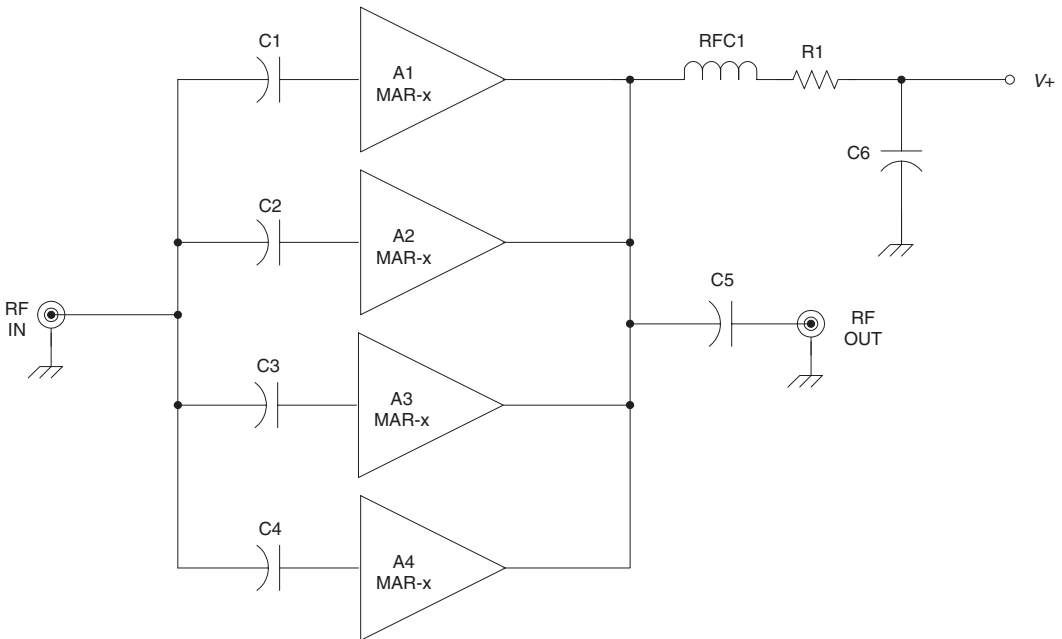 C1
A1
MAR-x
RFC1
R1
V+
C6
C2
A2
MAR-x
C5
RF
IN
RF
OUT
C3
A3
MAR-x
C4
A4
MAR-x